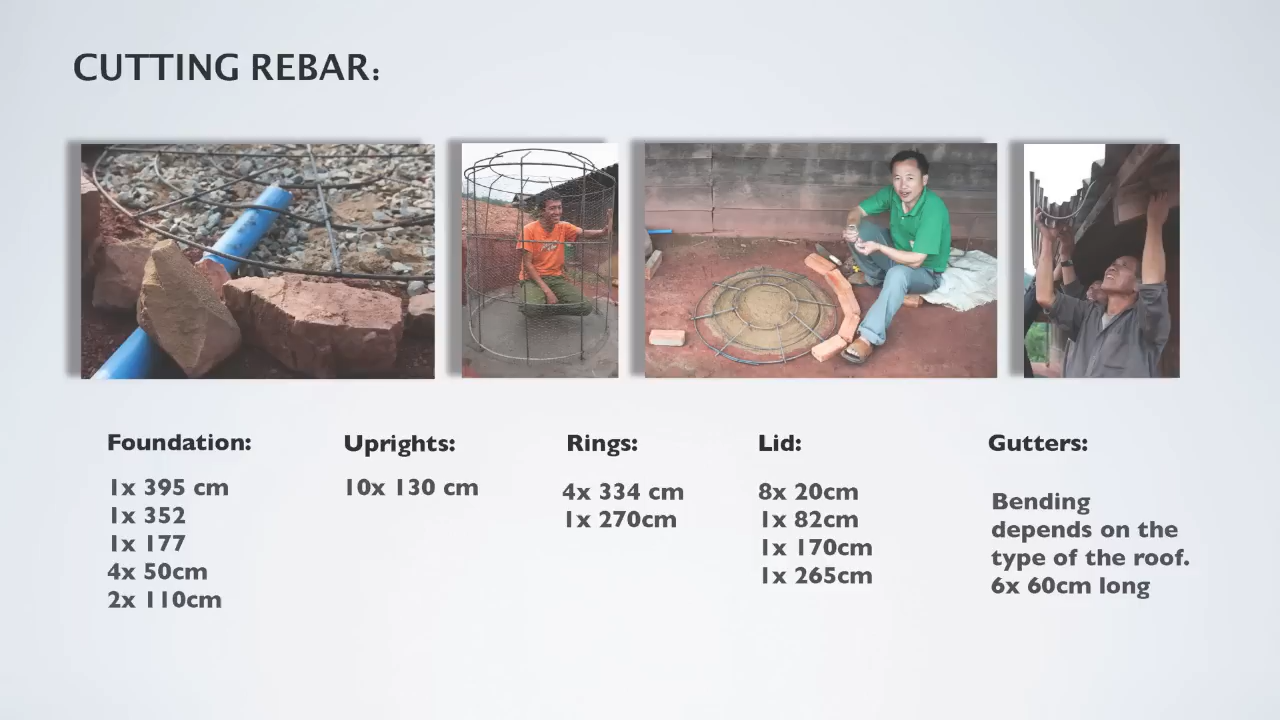 CUTTING REBAR:
Foundation:
1x 395 cm
1x 352
1x 177
4x 50cm
2x 110cm
Uprights:
10x 130 cm
Rings:
4x 334 cm
1x 270cm
Lid:
8x 20cm
1x 82cm
1x 170cm
1x 265cm
Gutters:
Bending
depends on the
type of the roof.
6x 60cm long